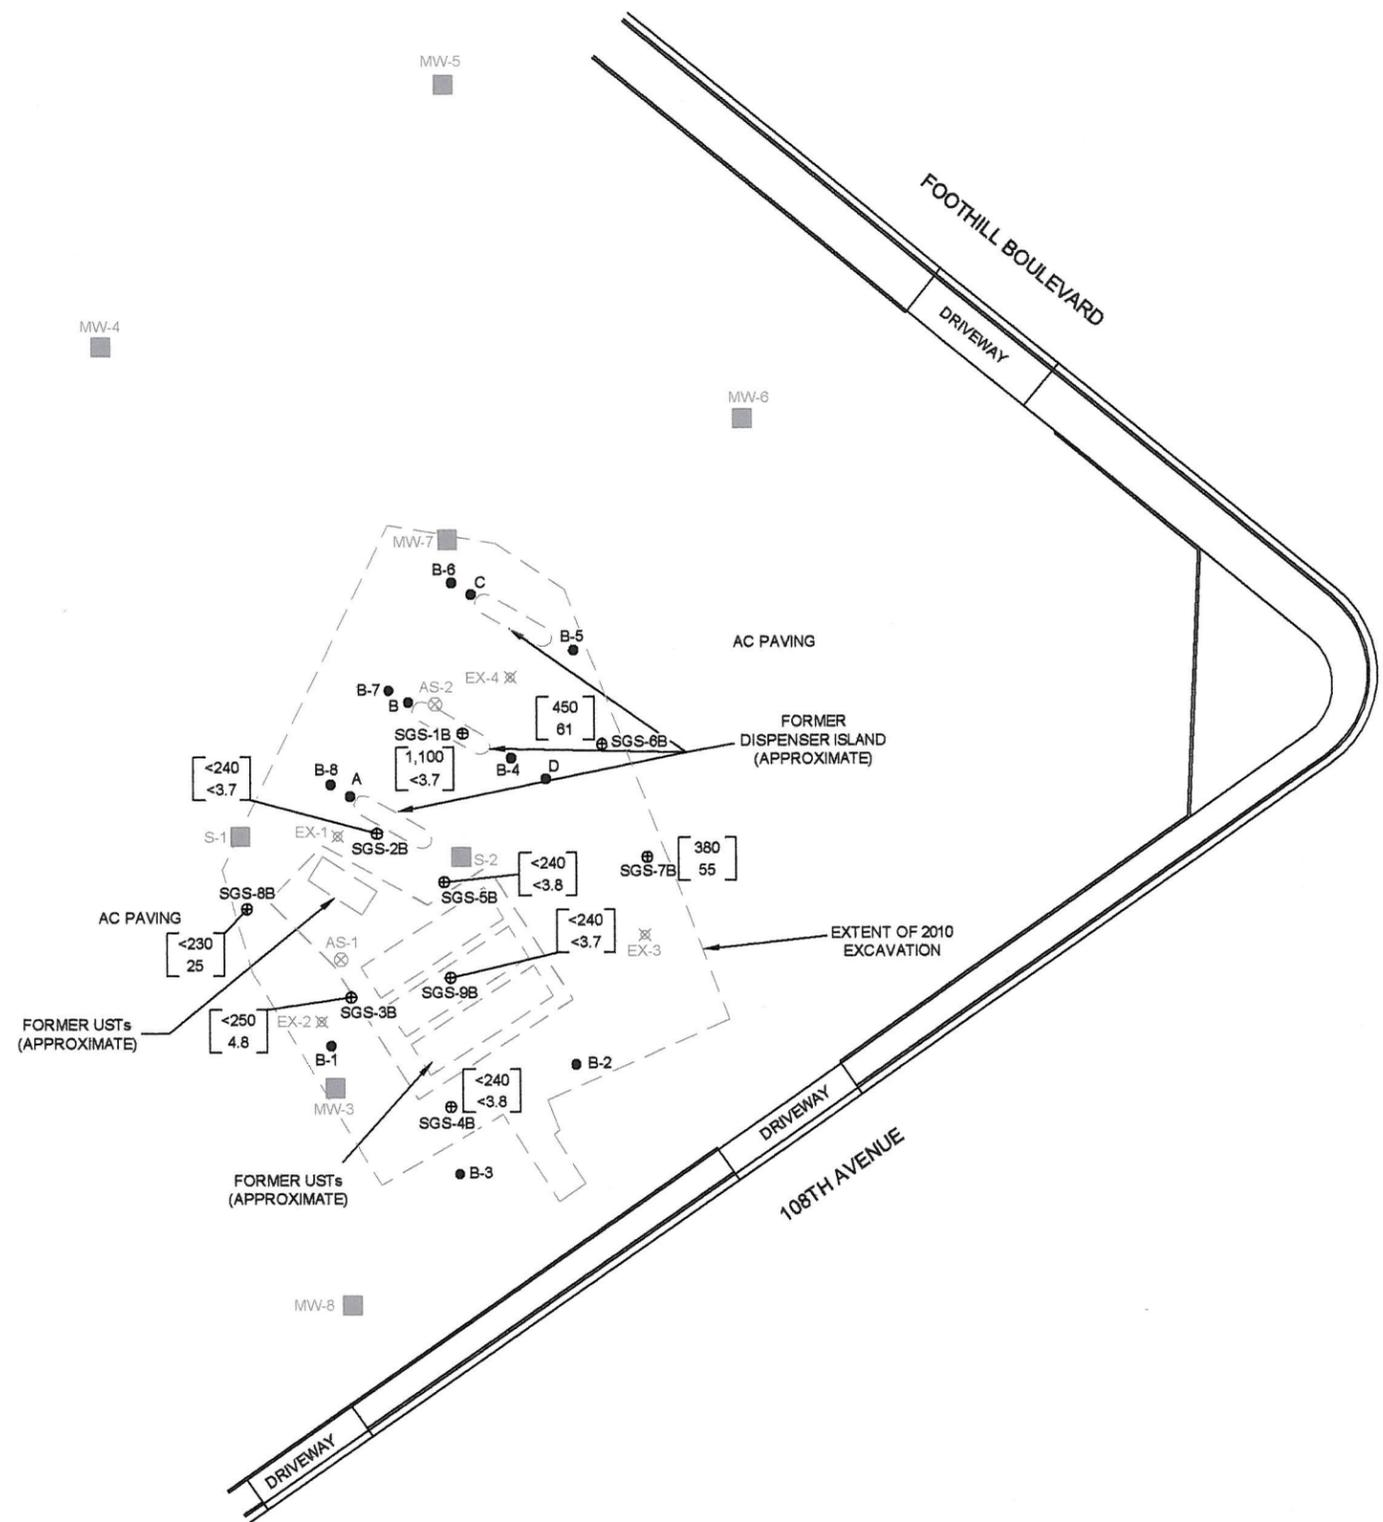 MW-5
FOOTHILL BOULEVARD
DRIVEWAY
MW-4
MW-6
MW-7
B-6
C
B-5
AC PAVING
EX-4
B-7
AS-2
B
450
61
SGS-1B
SGS-6B
FORMER
DISPENSER ISLAND
(APPROXIMATE)
1,100
<3.7
B-4
D
<240
<3.7
B-8
A
S-1
EX-1
SGS-2B
S-2
<240
<3.8
SGS-5B
380
55
SGS-7B
SGS-8B
AC PAVING
<230
25
AS-1
<240
<3.7
EX-3
EXTENT OF 2010
EXCAVATION
SGS-9B
SGS-3B
<250
4.8
EX-2
FORMER USTs
(APPROXIMATE)
B-1
B-2
MW-3
<240
<3.8
SGS-4B
DRIVEWAY
108TH AVENUE
B-3
FORMER USTs
(APPROXIMATE)
MW-8
DRIVEWAY